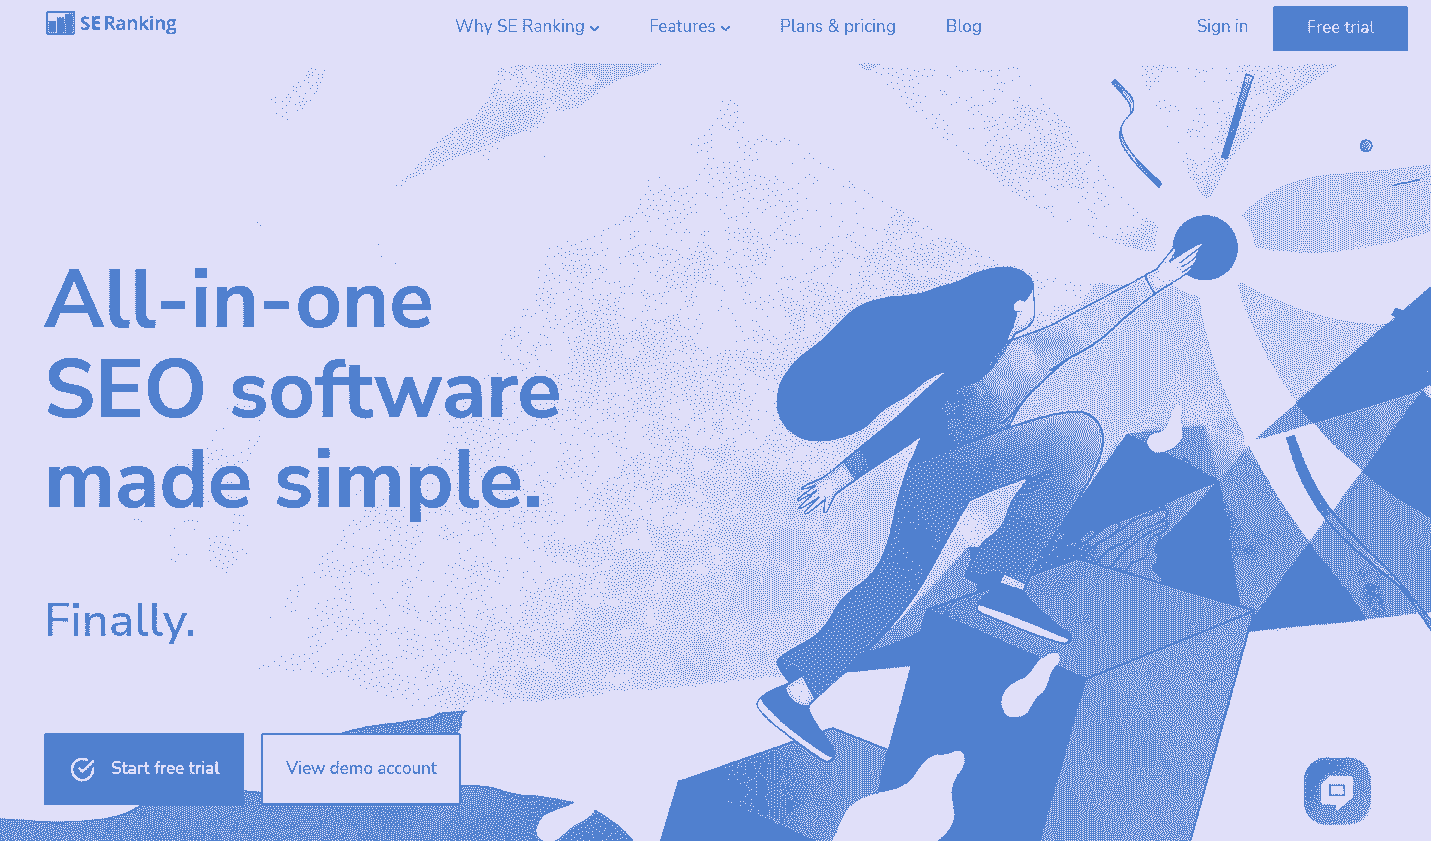 SE Ranking
Why SE Ranking
Features
Plans & pricing
Blog
Sign in
Free trial
All-in-one
SEO software
made simple.
Finally.
Start free trial
View demo account